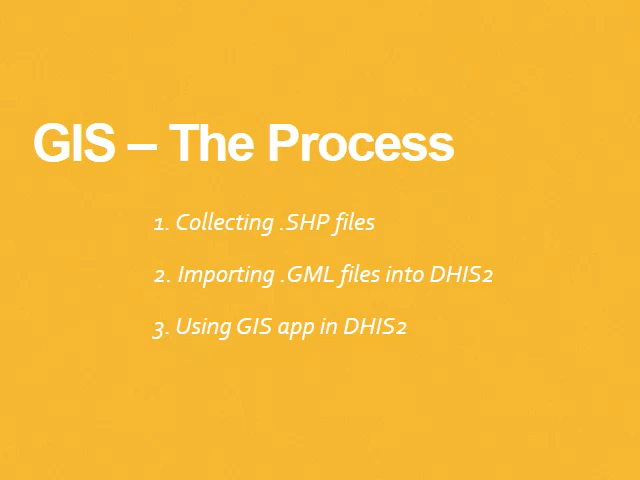 GIS – The Process
1. Collecting .SHP files
2. Importing .GML files into DHIS2
3. Using GIS app in DHIS2